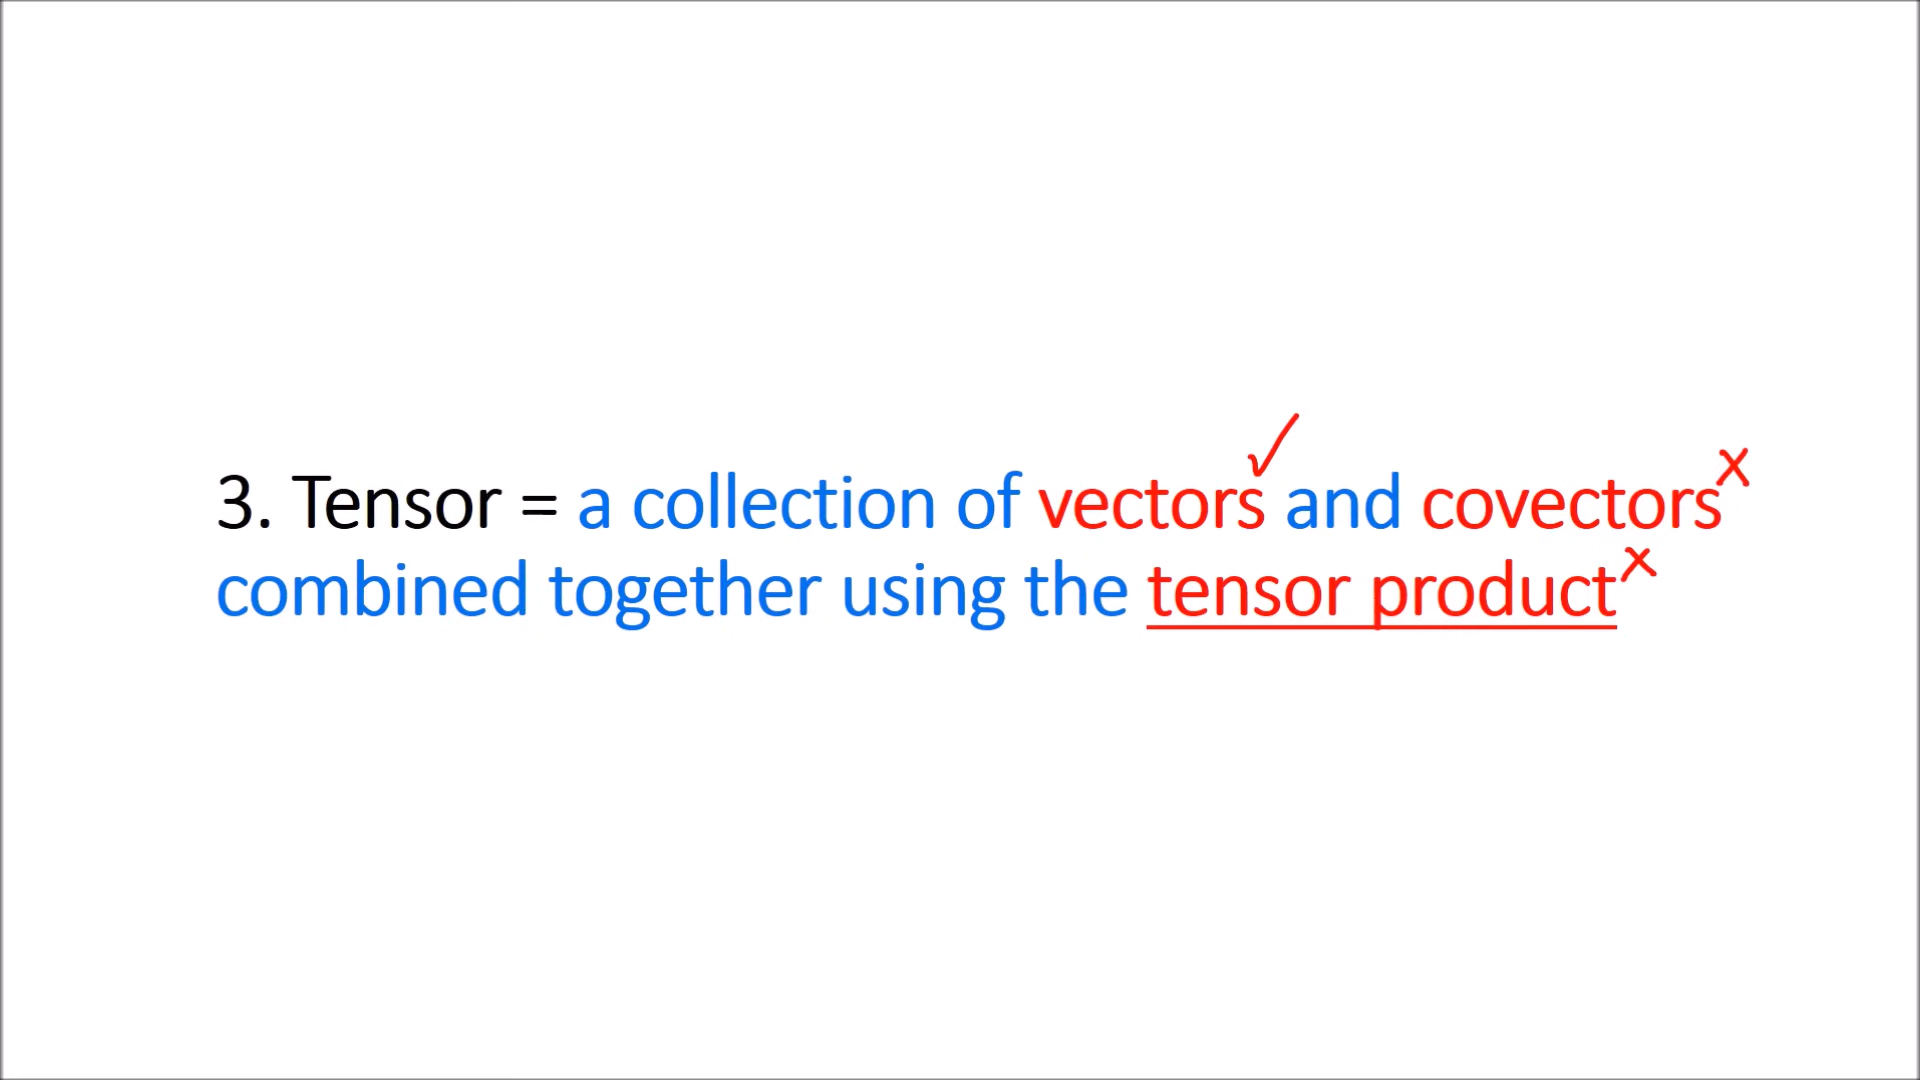 3. Tensor = a collection of vectors and covectors
combined together using the tensor product